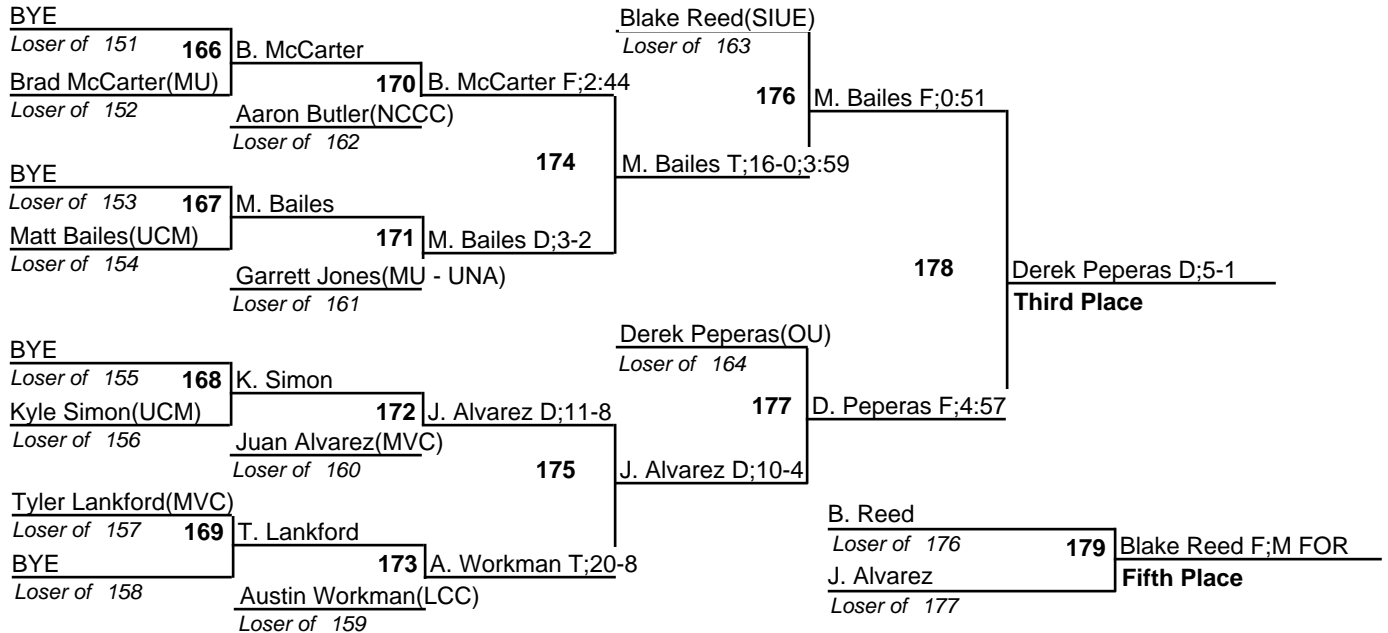 BYE
Loser of 151
166
B. McCarter
Brad McCarter(MU)
Loser of 152
170
B. McCarter F;2:44
Aaron Butler(NCCC)
Loser of 162
BYE
Loser of 153
167
M. Bailes
Matt Bailes(UCM)
Loser of 154
171
M. Bailes D;3-2
Garrett Jones(MU - UNA)
Loser of 161
174
M. Bailes T;16-0;3:59
Blake Reed(SIUE)
Loser of 163
176
M. Bailes F;0:51
BYE
Loser of 155
168
K. Simon
Kyle Simon(UCM)
Loser of 156
172
J. Alvarez D;11-8
Juan Alvarez(MVC)
Loser of 160
Tyler Lankford(MVC)
Loser of 157
169
T. Lankford
BYE
Loser of 158
173
A. Workman T;20-8
Austin Workman(LCC)
Loser of 159
175
J. Alvarez D;10-4
Derek Peperas(OU)
Loser of 164
177
D. Peperas F;4:57
178
Derek Peperas D;5-1
Third Place
B. Reed
Loser of 176
179
Blake Reed F;M FOR
J. Alvarez
Fifth Place
Loser of 177